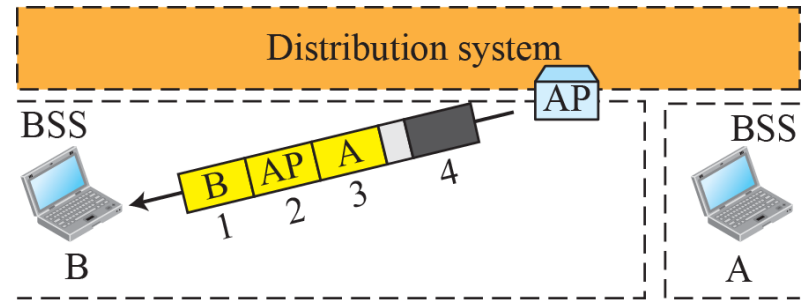 Distribution system
AP
BSS
BSS
B AP A
1 2 3 4
B
A